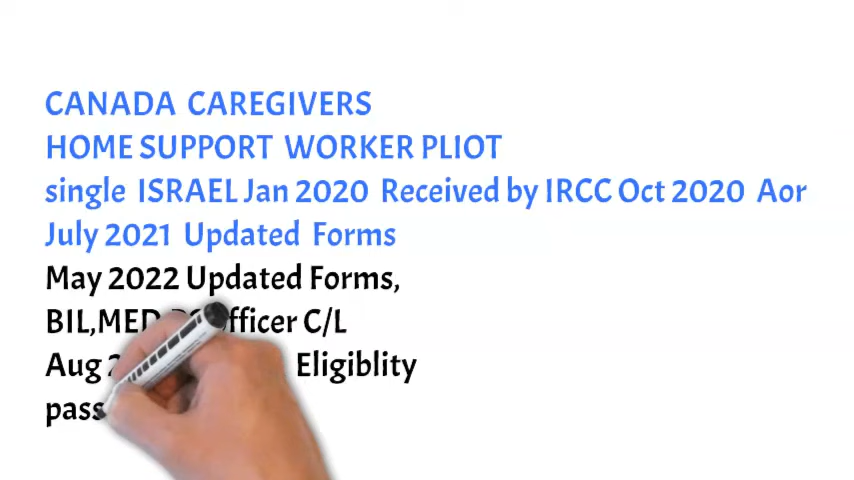 CANADA CAREGIVERS
HOME SUPPORT WORKER PLIOT
single ISRAEL Jan 2020 Received by IRCC Oct 2020 Aor
July 2021 Updated Forms
May 2022 Updated Forms,
BIL,MED officer C/L
Aug Eligiblity
pass